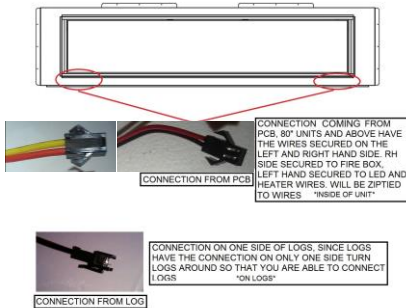 CONNECTION COMING FROM
PCB, 80" UNITS AND ABOVE HAVE
THE WIRES SECURED ON THE
LEFT AND RIGHT HAND SIDE. RH
SIDE SECURED TO FIRE BOX,
LEFT HAND SECURED TO LED AND
HEATER WIRES. WILL BE ZIPTIED
TO WIRES *INSIDE OF UNIT*
CONNECTION FROM PCB
CONNECTION ON ONE SIDE OF LOGS, SINCE LOGS
HAVE THE CONNECTION ON ONLY ONE SIDE TURN
LOGS AROUND SO THAT YOU ARE ABLE TO CONNECT
LOGS *ON LOGS*
CONNECTION FROM LOG